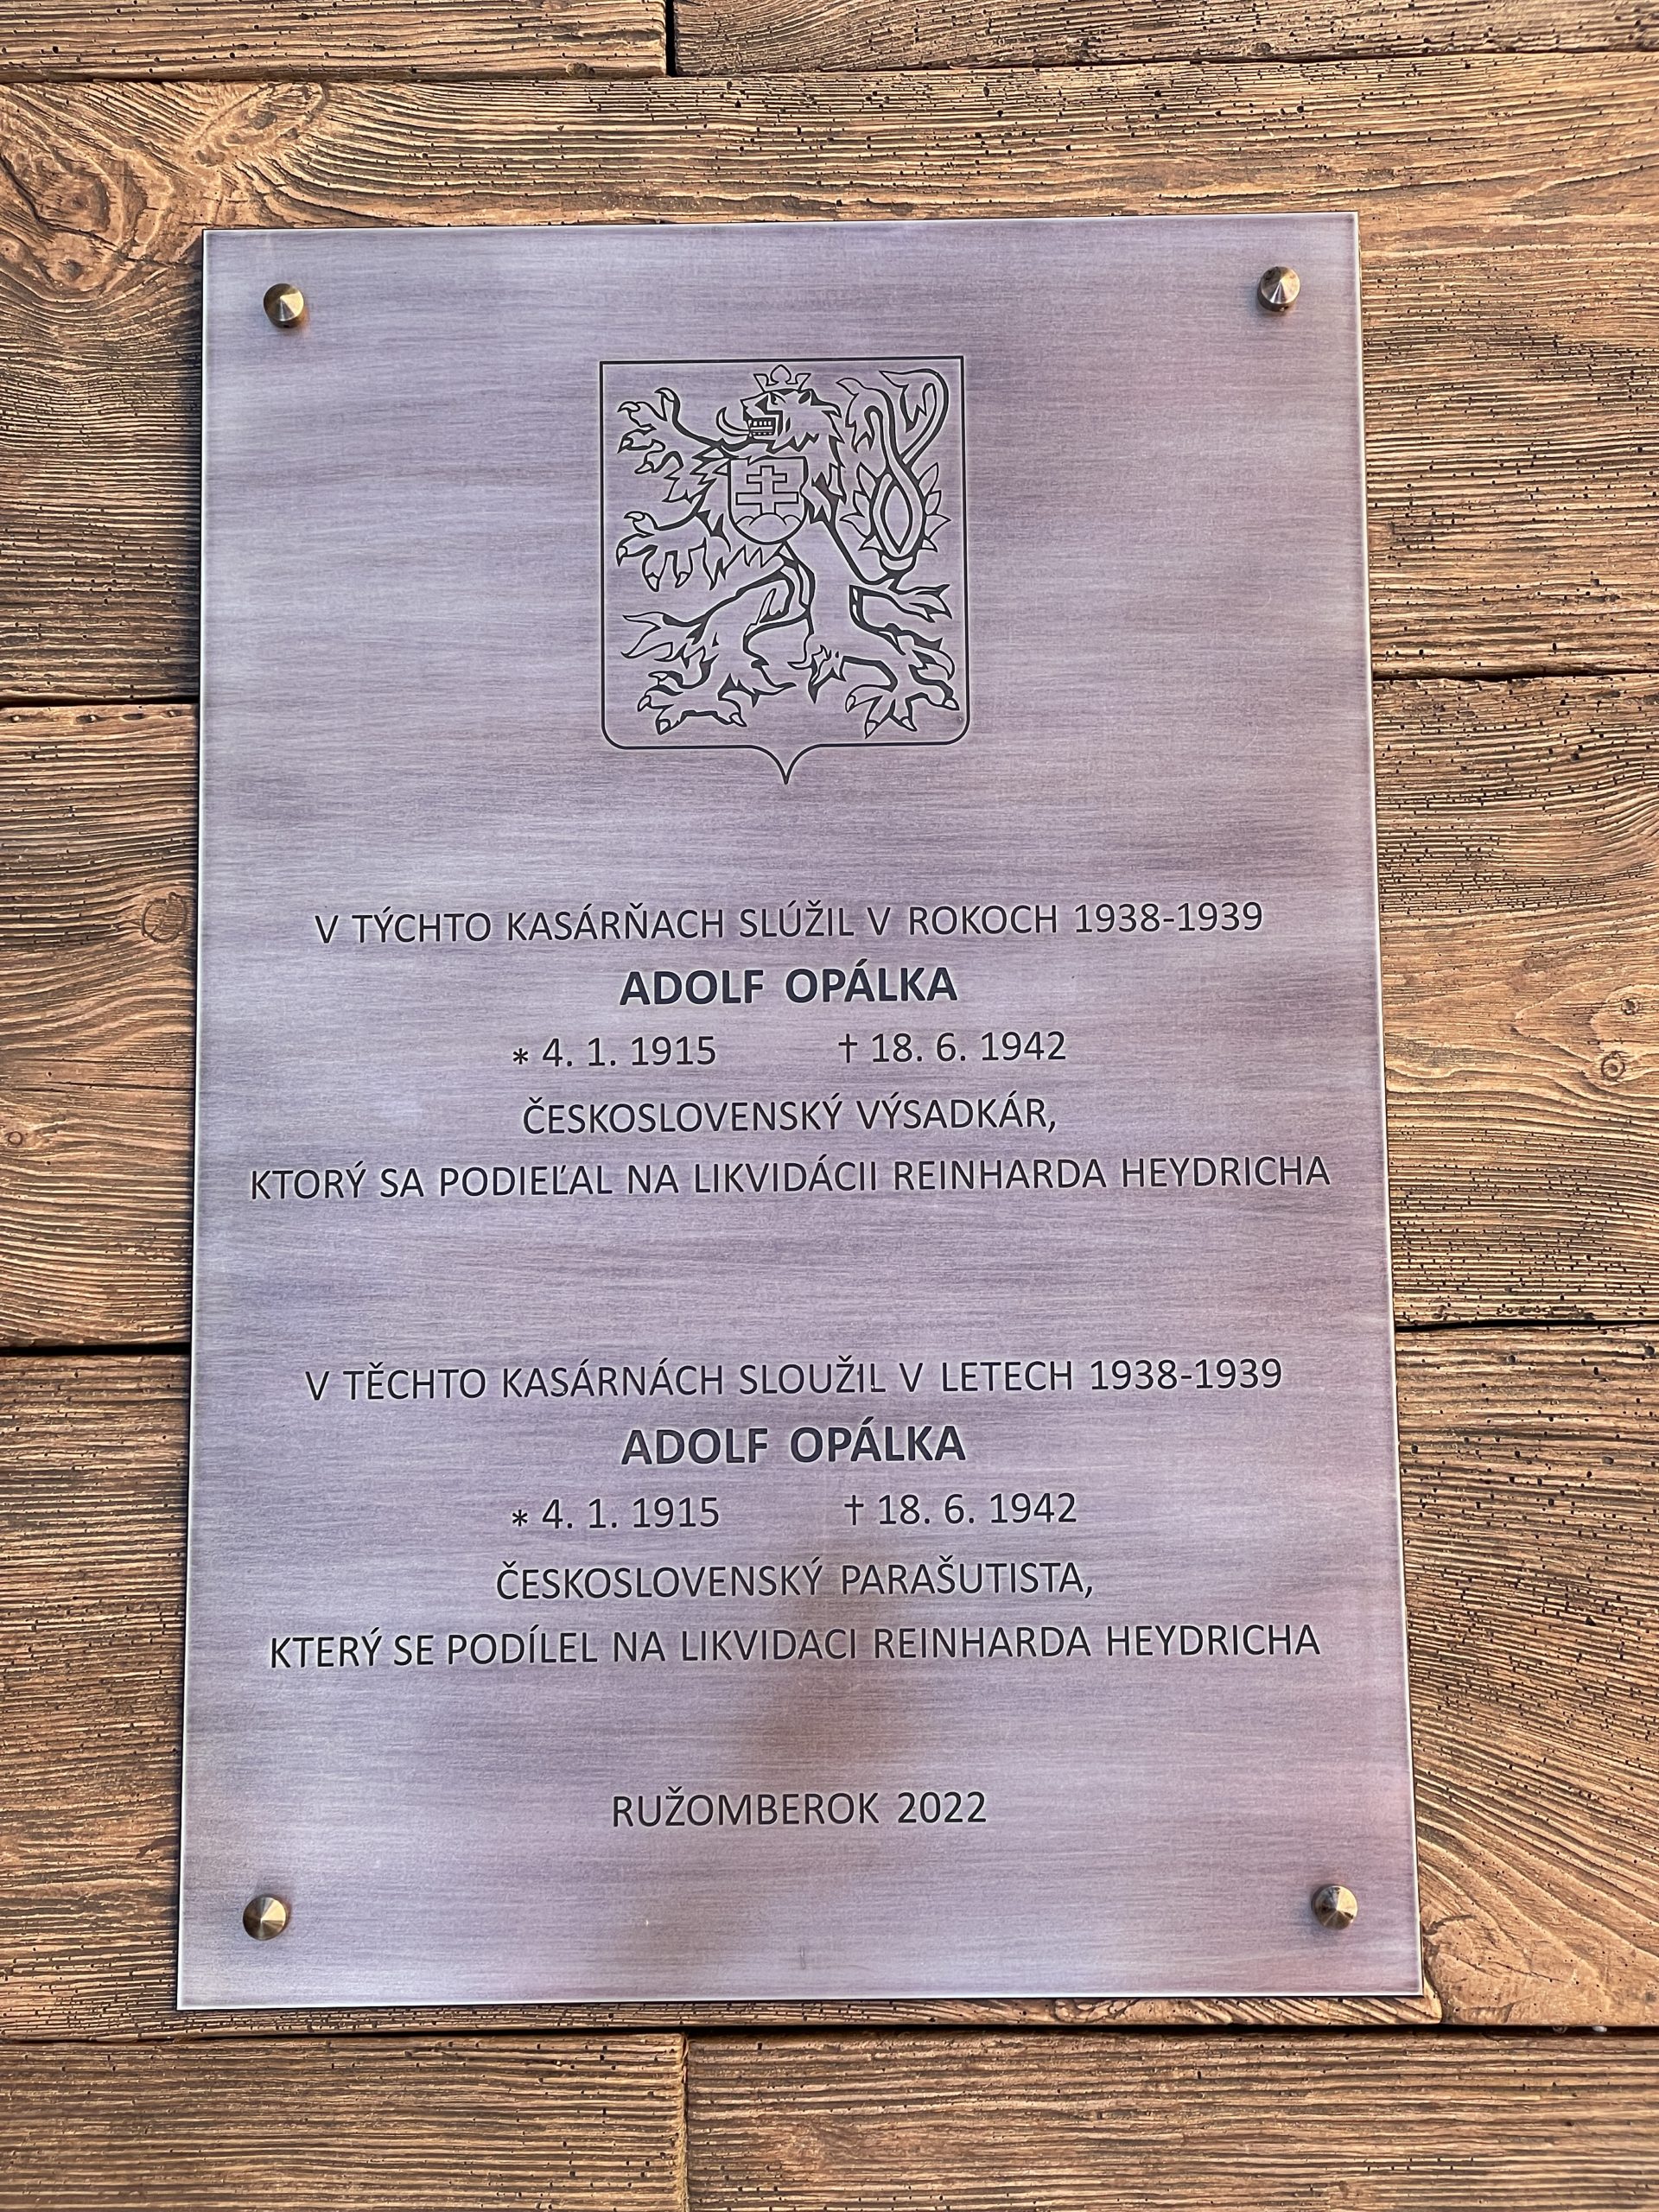 V TÝCHTO KASÁRŇACH SLÚŽIL V ROKOCH 1938-1939
ADOLF OPÁLKA
* 4. 1. 1915 † 18. 6. 1942
ČESKOSLOVENSKÝ VÝSADKÁR,
KTORÝ SA PODIEĽAL NA LIKVIDÁCII REINHARDA HEYDRICHA
V TĚCHTO KASÁRNÁCH SLOUŽIL V LETECH 1938-1939
ADOLF OPÁLKA
* 4. 1. 1915 † 18. 6. 1942
ČESKOSLOVENSKÝ PARAŠUTISTA,
KTERÝ SE PODÍLEL NA LIKVIDACI REINHARDA HEYDRICHA
RUŽOMBEROK 2022